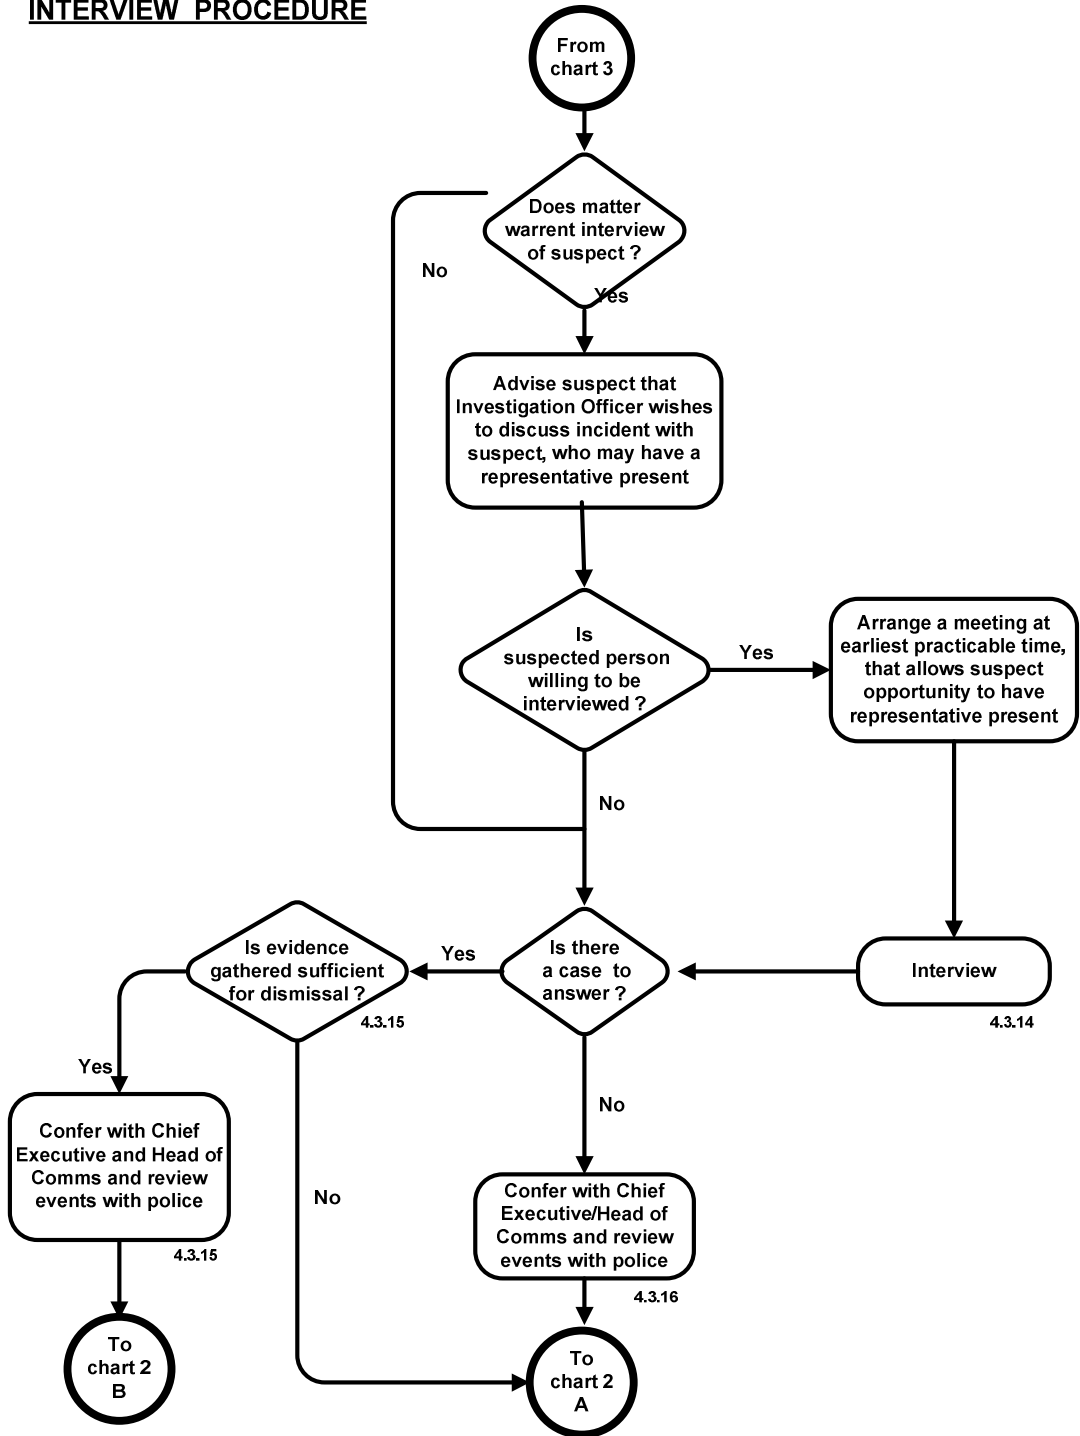 INTERVIEW PROCEDURE
From
chart 3
Does matter
warrent interview
of suspect ?
No
Yes
Advise suspect that
Investigation Officer wishes
to discuss incident with
suspect, who may have a
representative present
Is
suspected person
willing to be
interviewed ?
Yes
Arrange a meeting at
earliest practicable time,
that allows suspect
opportunity to have
representative present
No
Is evidence
gathered sufficient
for dismissal ?
4.3.15
Yes
Is there
a case to
answer ?
Interview
4.3.14
Yes
No
Confer with Chief
Executive and Head of
Comms and review
events with police
4.3.15
No
Confer with Chief
Executive/Head of
Comms and review
events with police
4.3.16
To
chart 2
B
To
chart 2
A